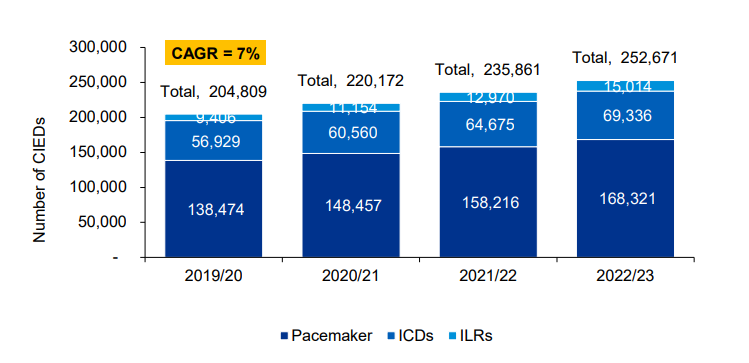 300,000
250,000
200,000
150,000
100,000
50,000
-
Number of CIEDs
CAGR = 7%
Total, 204,809
9,406
56,929
138,474
Total, 220,172
11,154
60,560
148,457
Total, 235,861
12,970
64,675
158,216
Total, 252,671
15,014
69,336
168,321
2019/20 2020/21 2021/22 2022/23
Pacemaker ICDs ILRs